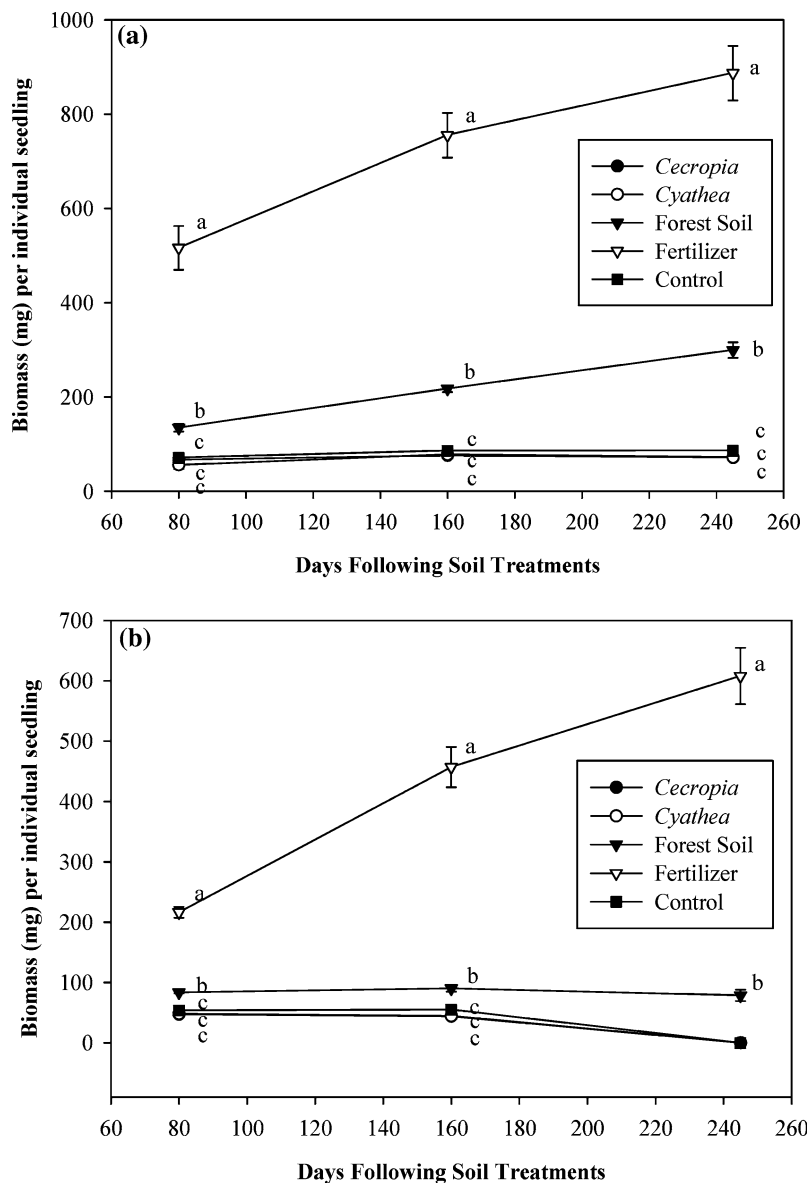 (a)
1000
800
600
400
200
0
Biomass (mg) per individual seedling
a
a
a
b
b
b
c
c
c
c
c
c
c
c
c
Cecropia
Cyathea
Forest Soil
Fertilizer
Control
60 80 100 120 140 160 180 200 220 240 260
Days Following Soil Treatments
(b)
700
600
500
400
300
200
100
0
Biomass (mg) per individual seedling
a
a
a
b
b
b
c
c
c
c
c
c
Cecropia
Cyathea
Forest Soil
Fertilizer
Control
60 80 100 120 140 160 180 200 220 240 260
Days Following Soil Treatments